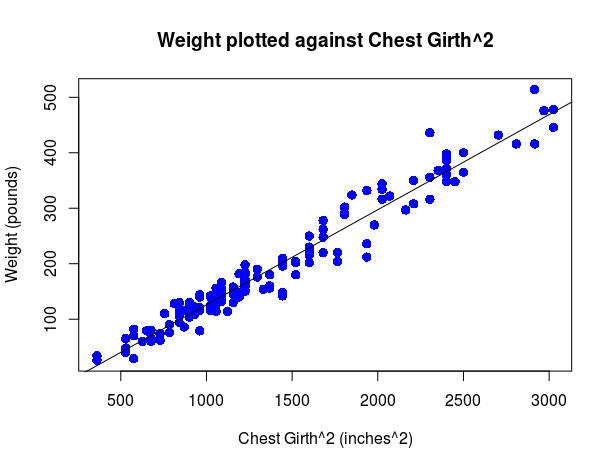 Weight plotted against Chest Girth^2
Weight (pounds)
500
400
300
200
100
500 1000 1500 2000 2500 3000
Chest Girth^2 (inches^2)